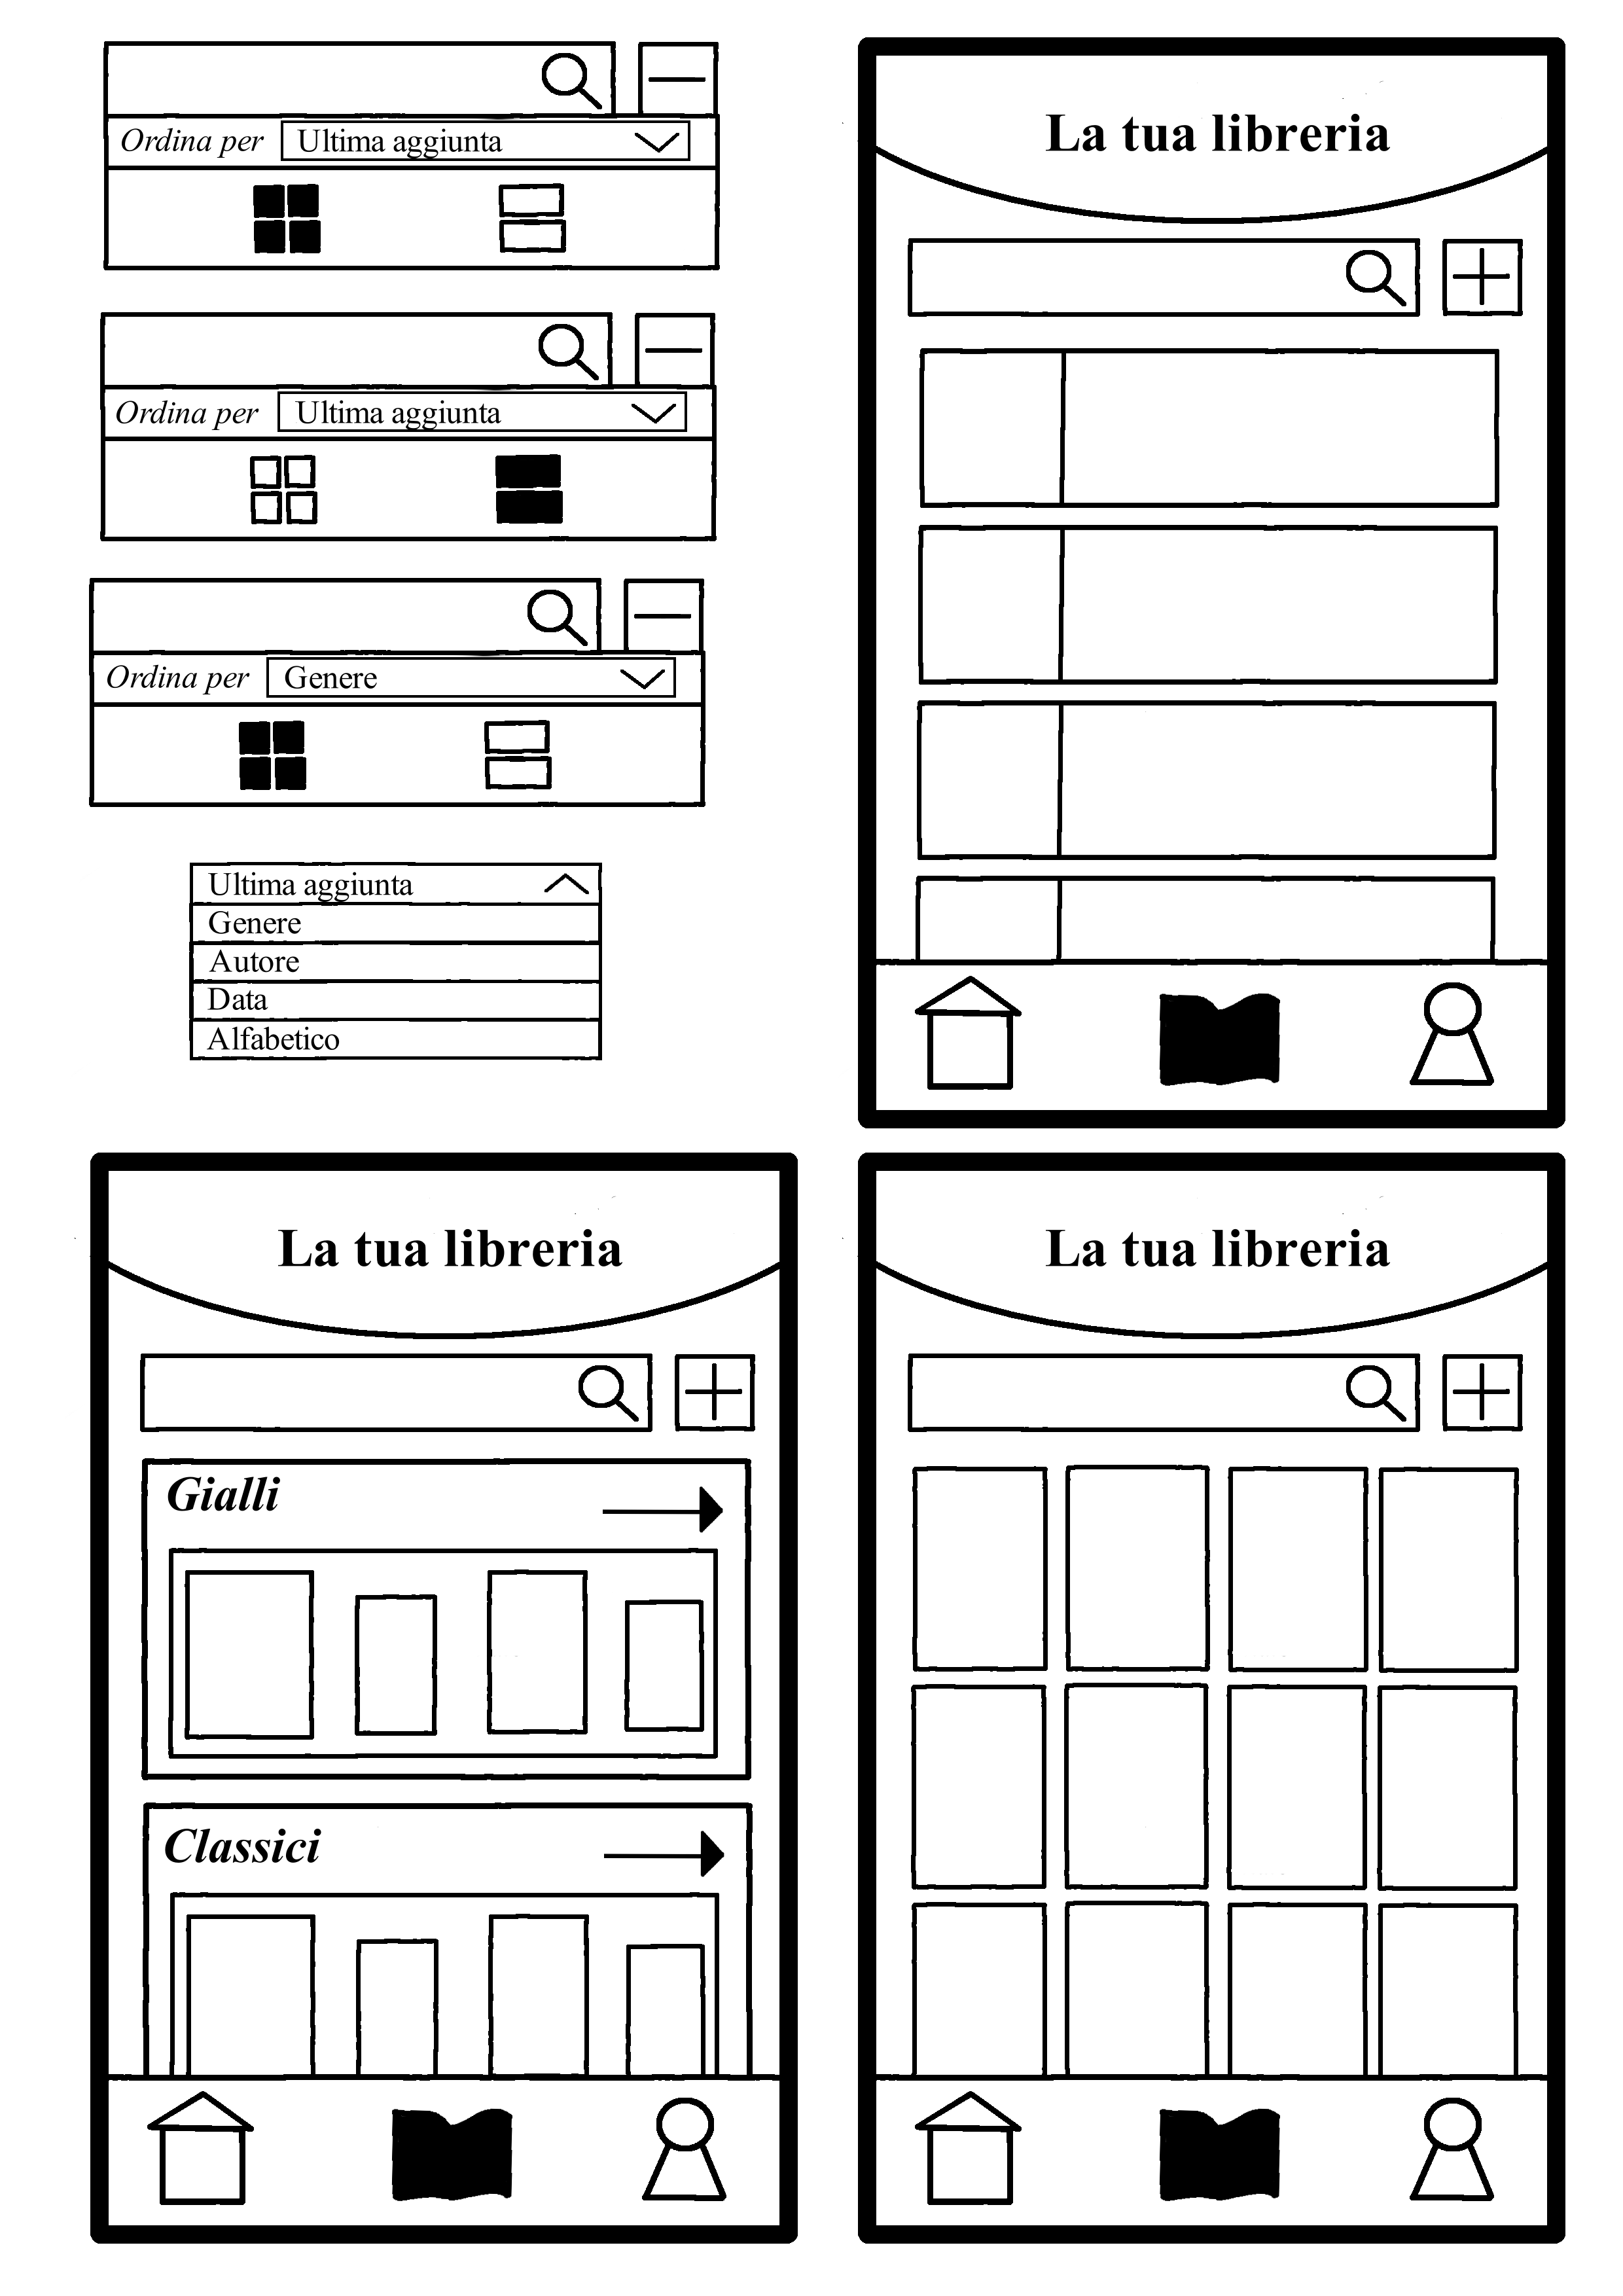 Ordina per Ultima aggiunta
Ordina per Ultima aggiunta
Ordina per Genere
Ultima aggiunta
Genere
Autore
Data
Alfabetico
La tua libreria
La tua libreria
Gialli
Classici
La tua libreria